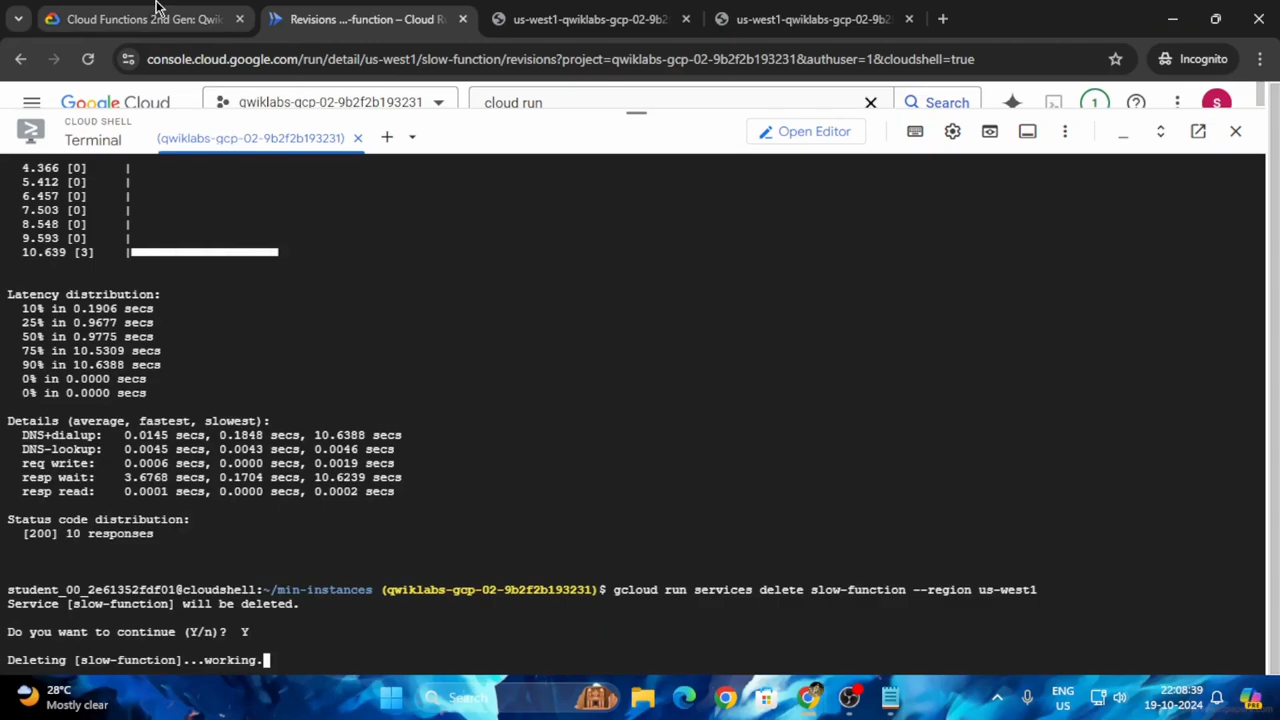 Cloud Functions 2nd Gen: Qwik
Revisions ...-function – Cloud R
us-west1-qwiklabs-gcp-02-9b2
us-west1-qwiklabs-gcp-02-9b2
console.cloud.google.com/run/detail/us-west1/slow-function/revisions?project=qwiklabs-gcp-02-9b2f2b193231&authuser=1&cloudshell=true
Incognito
Google Cloud
qwiklabs-gcp-02-9b2f2b193231
cloud run
Search
1
S
CLOUD SHELL
Terminal
(qwiklabs-gcp-02-9b2f2b193231)
Open Editor
4.366 [0] |
5.412 [0] |
6.457 [0] |
7.503 [0] |
8.548 [0] |
9.593 [0] |
10.639 [3] |
Latency distribution:
10% in 0.1906 secs
25% in 0.9677 secs
50% in 0.9775 secs
75% in 10.5309 secs
90% in 10.6388 secs
0% in 0.0000 secs
0% in 0.0000 secs
Details (average, fastest, slowest):
DNS+dialup: 0.0145 secs, 0.1848 secs, 10.6388 secs
DNS-lookup: 0.0045 secs, 0.0043 secs, 0.0046 secs
req write: 0.0006 secs, 0.0000 secs, 0.0019 secs
resp wait: 3.6768 secs, 0.1704 secs, 10.6239 secs
resp read: 0.0001 secs, 0.0000 secs, 0.0002 secs
Status code distribution:
[200] 10 responses
student_00_2e61352fdf01@cloudshell:~/min-instances (qwiklabs-gcp-02-9b2f2b193231)$ gcloud run services delete slow-function --region us-west1
Service [slow-function] will be deleted.
Do you want to continue (Y/n)? Y
Deleting [slow-function]...working.
28°C
Mostly clear
Search
ENG
US
22:08:39
19-10-2024
PRE